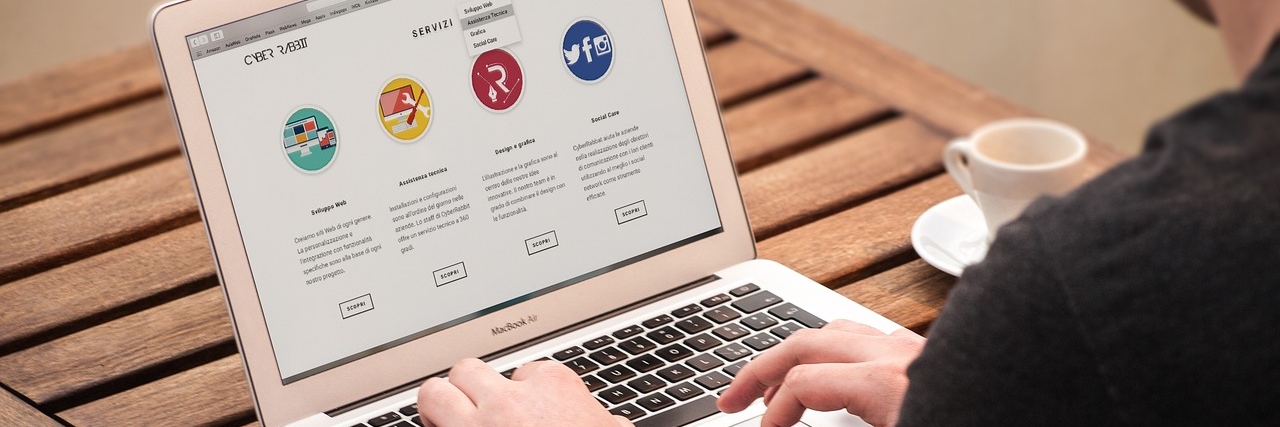 Amazon
CYBER RABBIT
SERVIZI
Sviluppo Web
Assistenza Tecnica
Grafica
Social Care
Sviluppo Web
Creiamo siti Web di ogni genere.
La personalizzazione e
l'integrazione con funzionalità
specifiche sono alla base di ogni
nostro progetto.
SCOPRI
Assistenza tecnica
Installazioni e configurazioni
sono all'ordine del giorno nelle
aziende. Lo staff di CyberRabbit
offre un servizio tecnico a 360
gradi.
SCOPRI
Design e grafica
L'illustrazione e la grafica sono al
centro delle nostre idee
innovative. Il nostro team è in
grado di combinare il design con
le funzionalità.
SCOPRI
Social Care
CyberRabbit aiuta le aziende
nella realizzazione degli obiettivi
di comunicazione con i lori clienti
utilizzando al meglio i social
network come strumento
efficace.
SCOPRI
MacBook Air